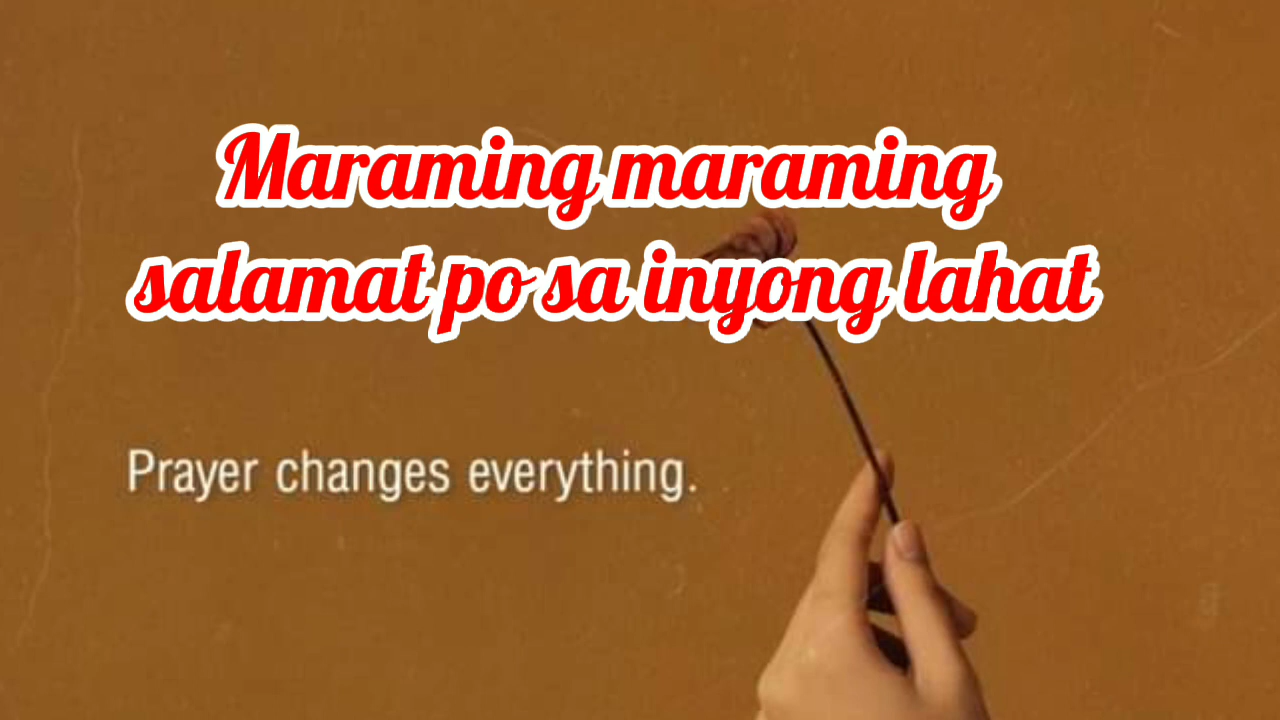 Maraming maraming
salamat po sa inyong lahat
Prayer changes everything.